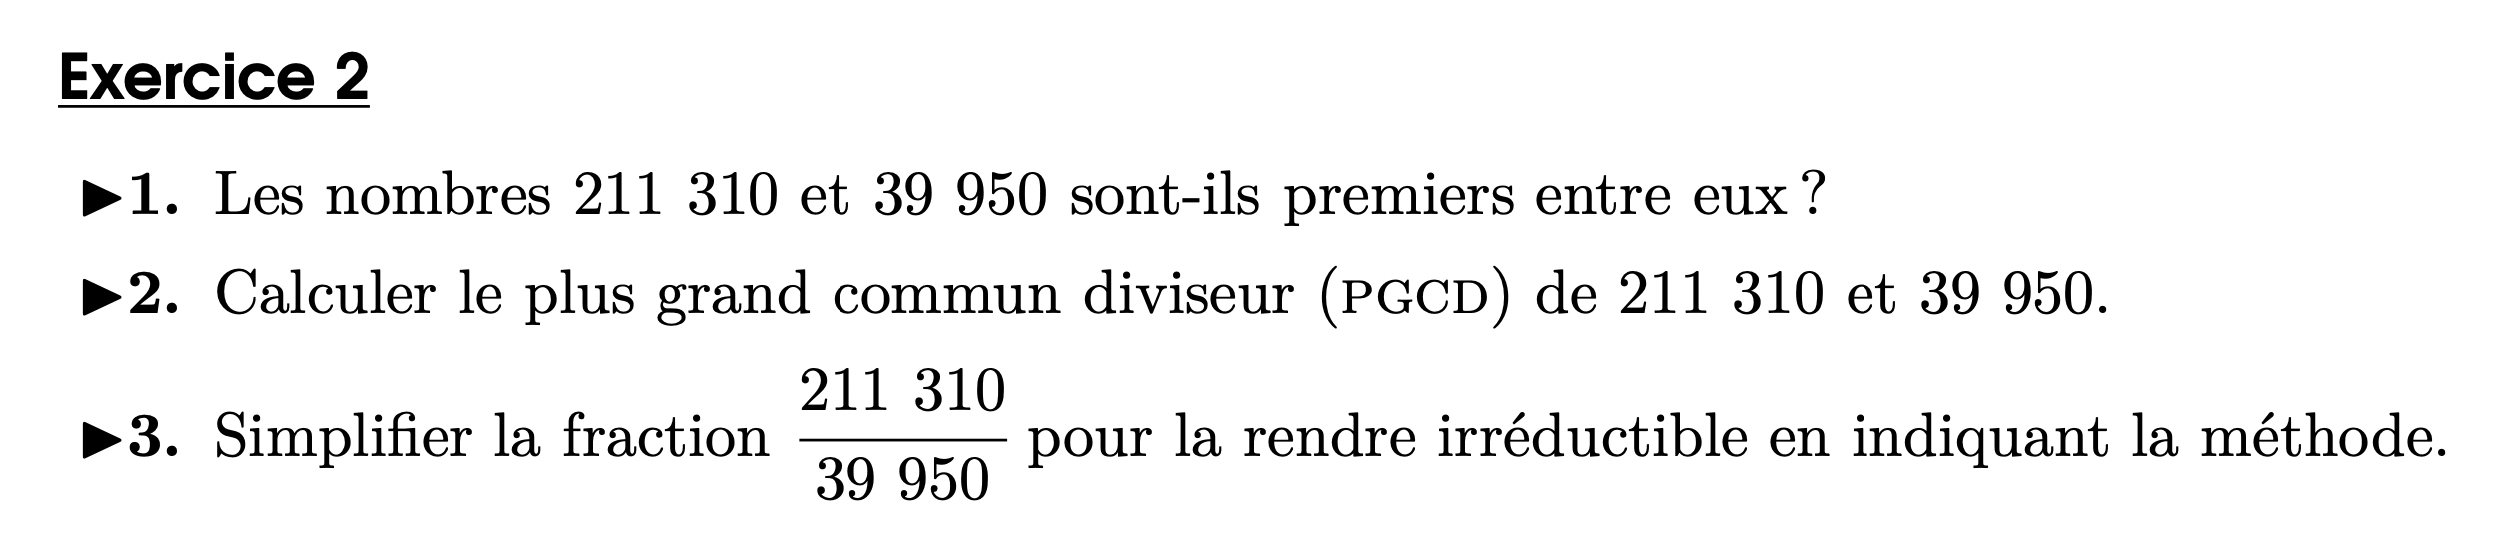 Exercice 2
▶1. Les nombres 211 310 et 39 950 sont-ils premiers entre eux ?
▶2. Calculer le plus grand commun diviseur (PGCD) de 211 310 et 39 950.
▶3. Simplifier la fraction 211 310 / 39 950 pour la rendre irréductible en indiquant la méthode.